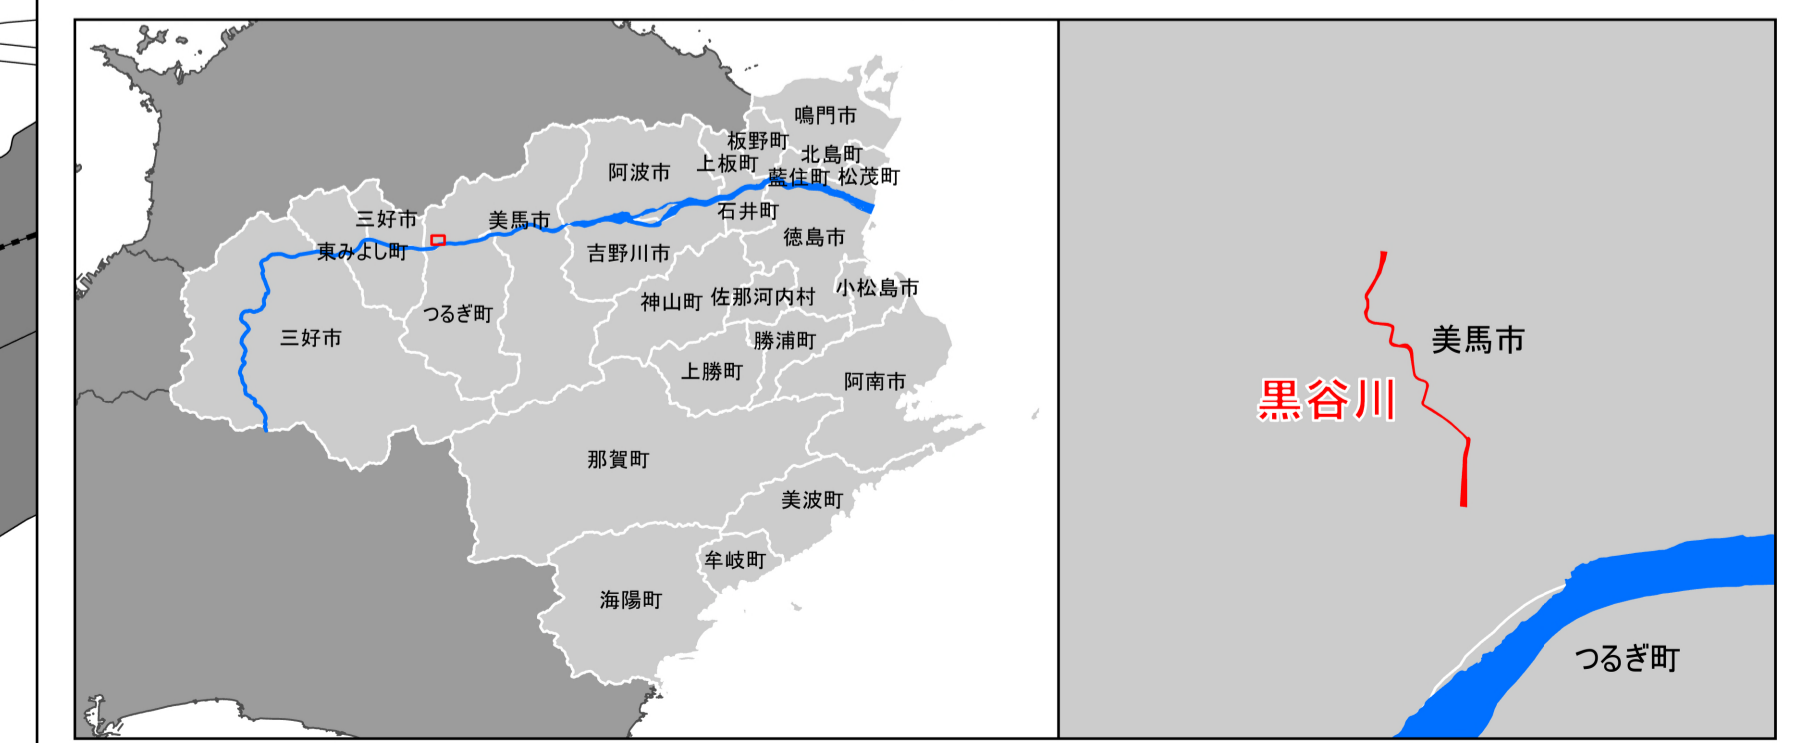 鳴門市
板野町
北島町
上板町
阿波市
藍住町
松茂町
三好市
美馬市
石井町
徳島市
東みよし町
吉野川市
小松島市
神山町
佐那河内村
つるぎ町
三好市
勝浦町
上勝町
阿南市
那賀町
美波町
牟岐町
海陽町
美馬市
黒谷川
つるぎ町